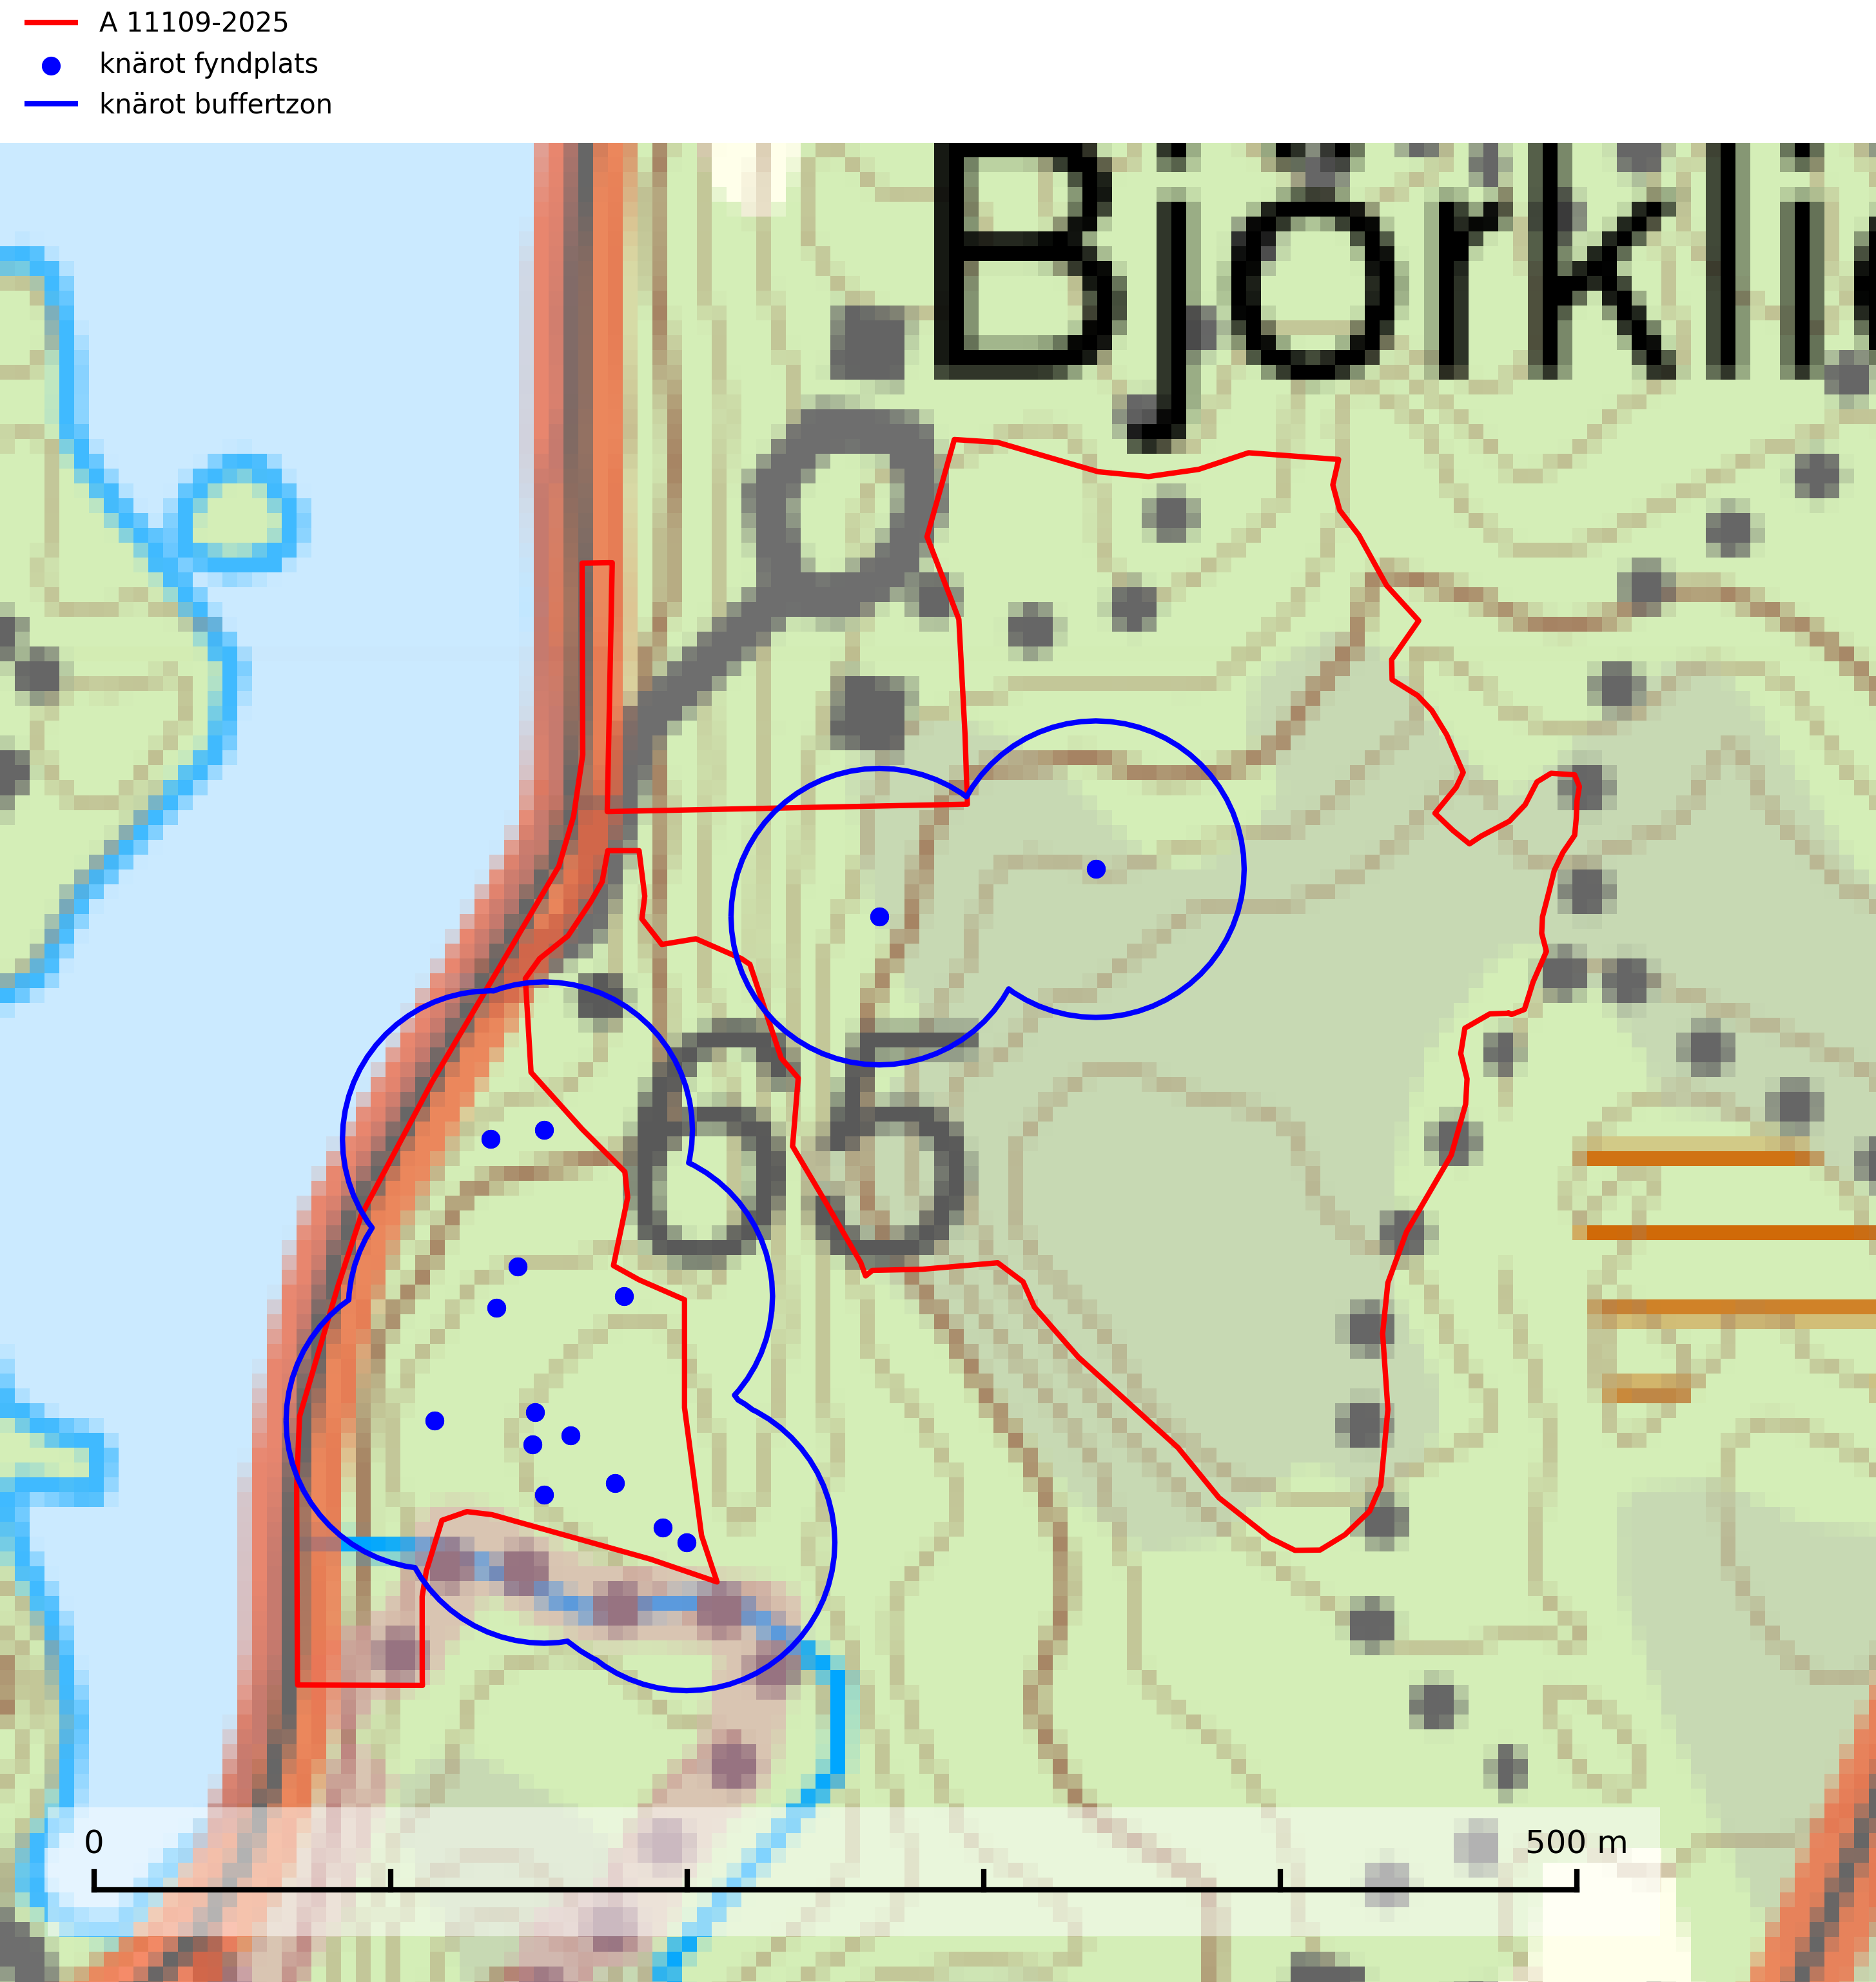 A 11109-2025
knärot fyndplats
knärot buffertzon
Björkli
65
0 500 m